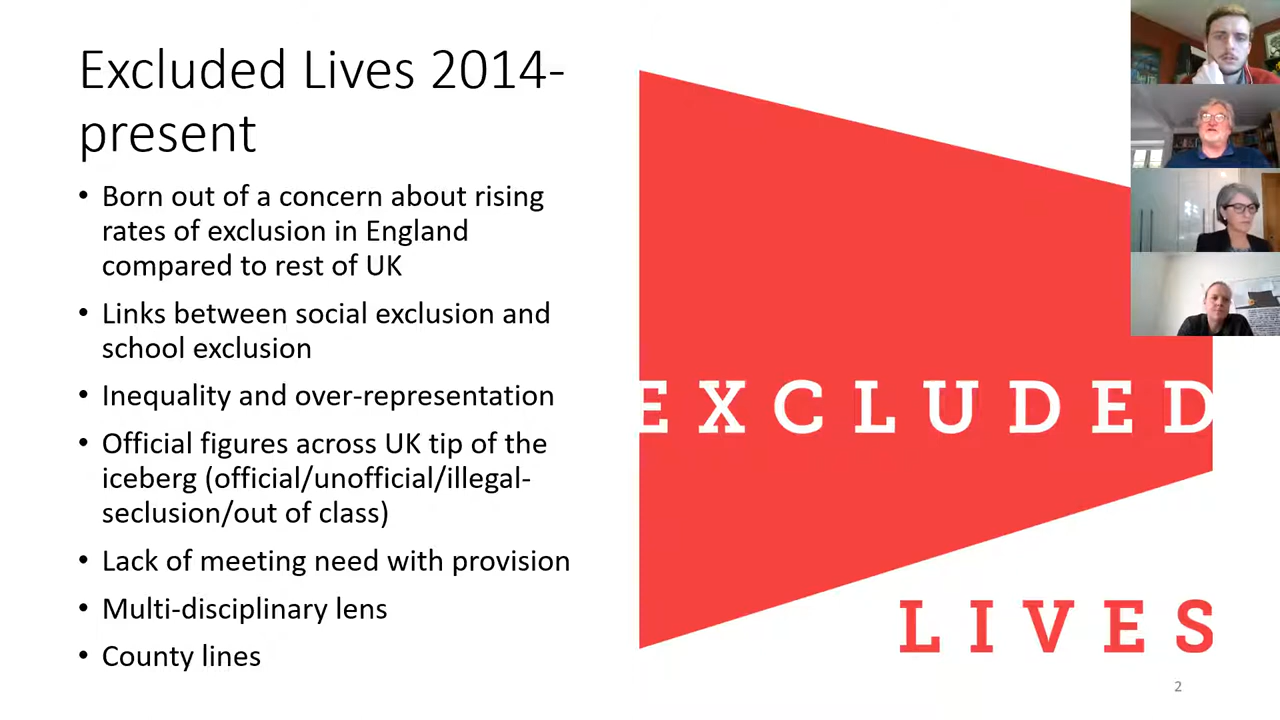 Excluded Lives 2014-
present
• Born out of a concern about rising
rates of exclusion in England
compared to rest of UK
• Links between social exclusion and
school exclusion
• Inequality and over-representation
• Official figures across UK tip of the
iceberg (official/unofficial/illegal-
seclusion/out of class)
• Lack of meeting need with provision
• Multi-disciplinary lens
• County lines
EXCLUDED
LIVES
2